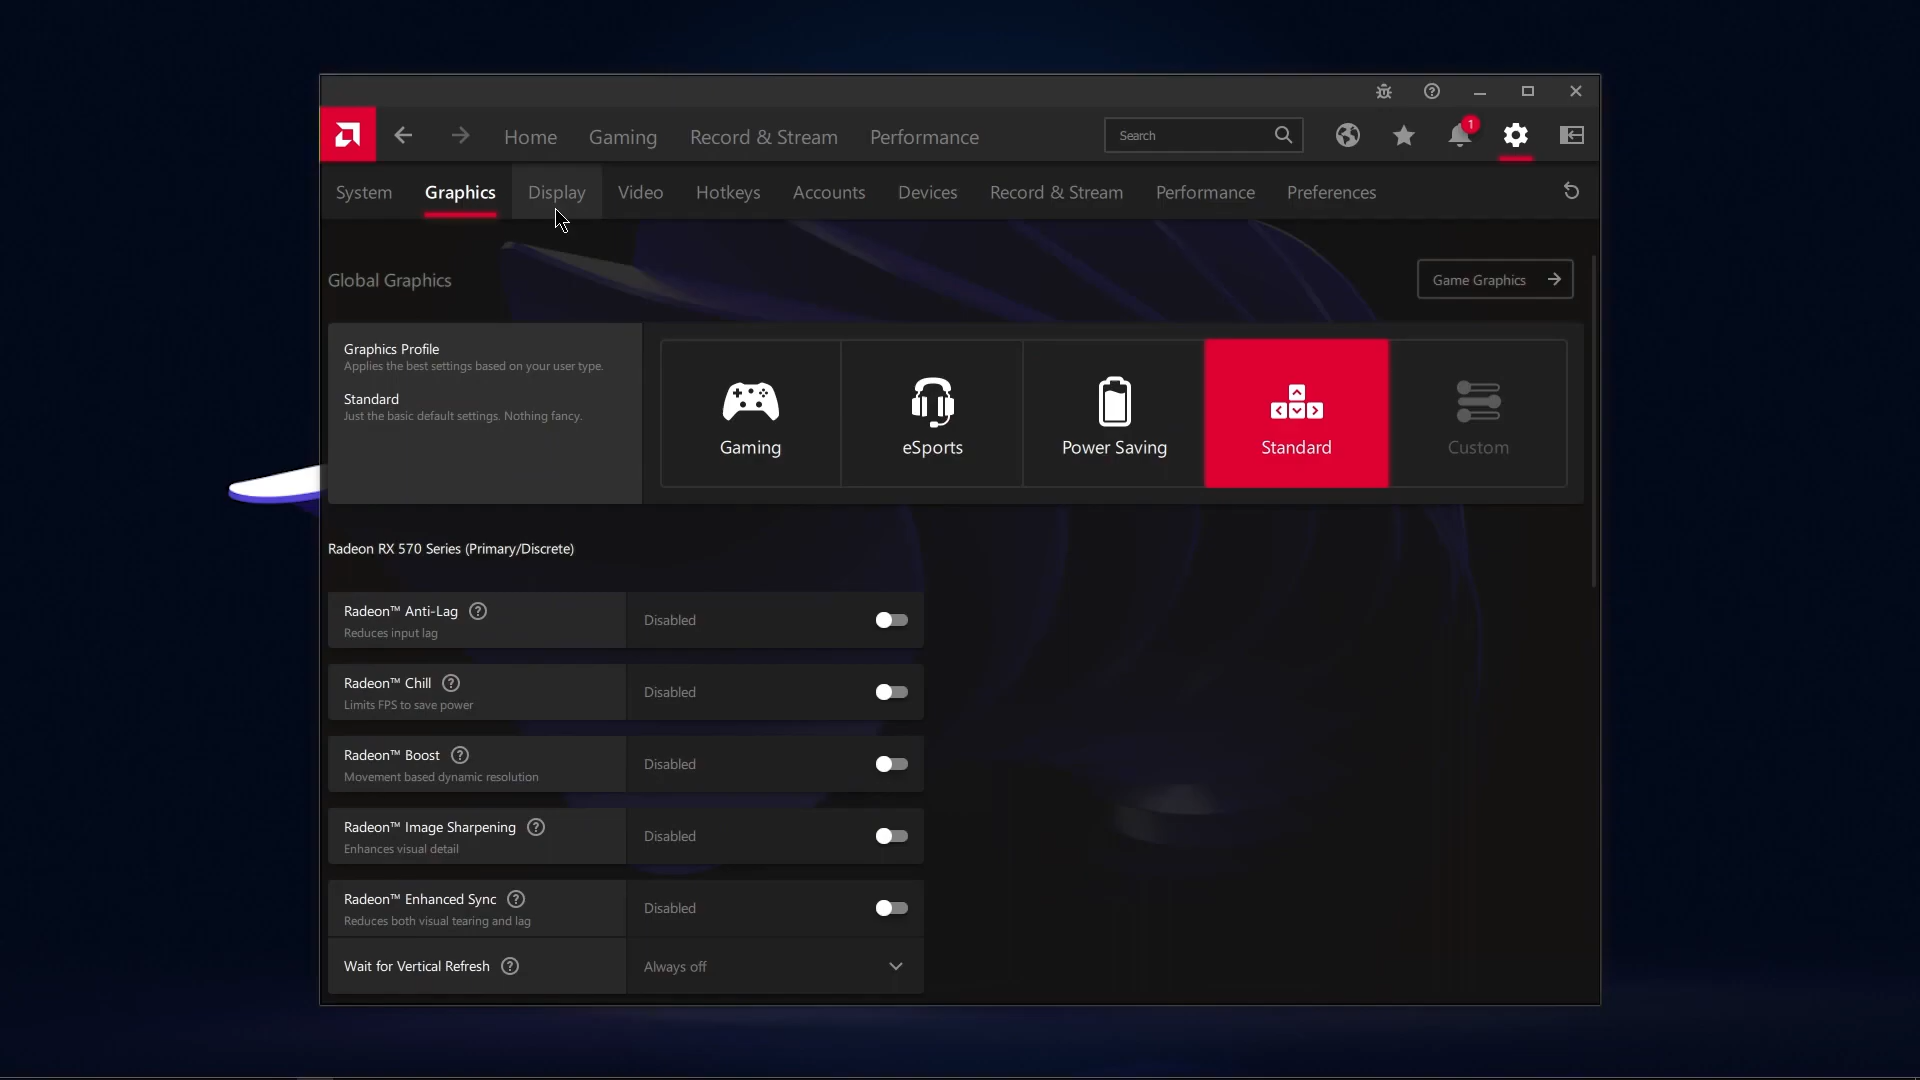 Home Gaming Record & Stream Performance Search 1
System Graphics Display Video Hotkeys Accounts Devices Record & Stream Performance Preferences
Global Graphics Game Graphics
Graphics Profile
Applies the best settings based on your user type.
Standard
Just the basic default settings. Nothing fancy.
Gaming eSports Power Saving Standard Custom
Radeon RX 570 Series (Primary/Discrete)
Radeon™ Anti-Lag
Reduces input lag
Disabled
Radeon™ Chill
Limits FPS to save power
Disabled
Radeon™ Boost
Movement based dynamic resolution
Disabled
Radeon™ Image Sharpening
Enhances visual detail
Disabled
Radeon™ Enhanced Sync
Reduces both visual tearing and lag
Disabled
Wait for Vertical Refresh
Always off